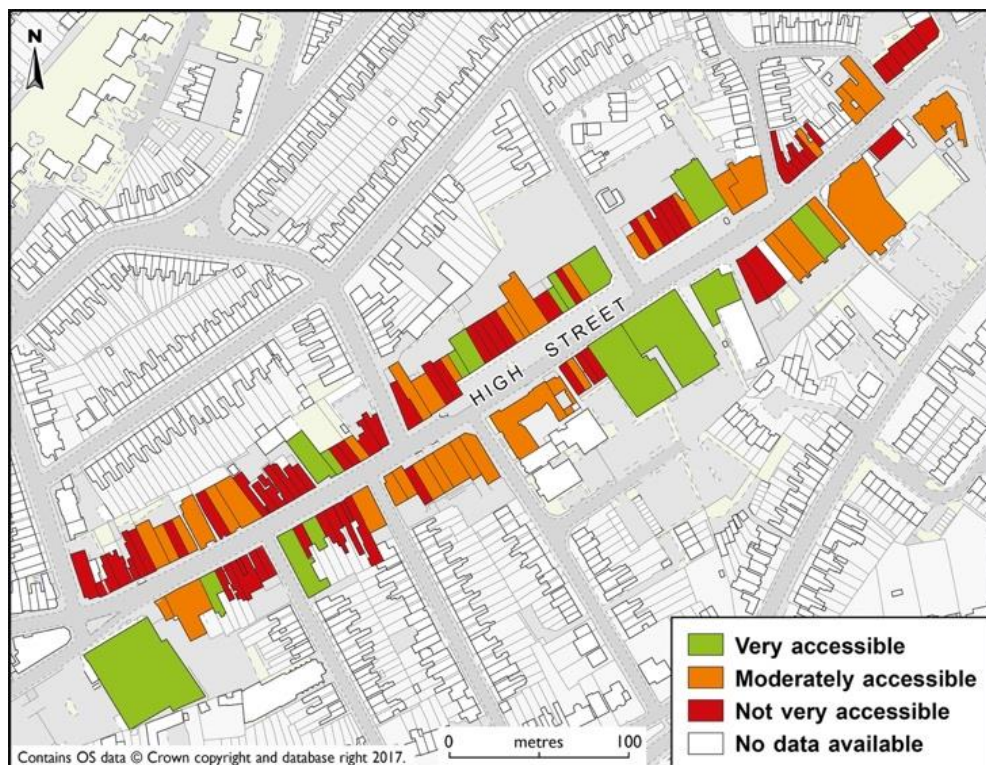 N
HIGH STREET
Very accessible
Moderately accessible
Not very accessible
No data available
0 metres 100
Contains OS data © Crown copyright and database right 2017.